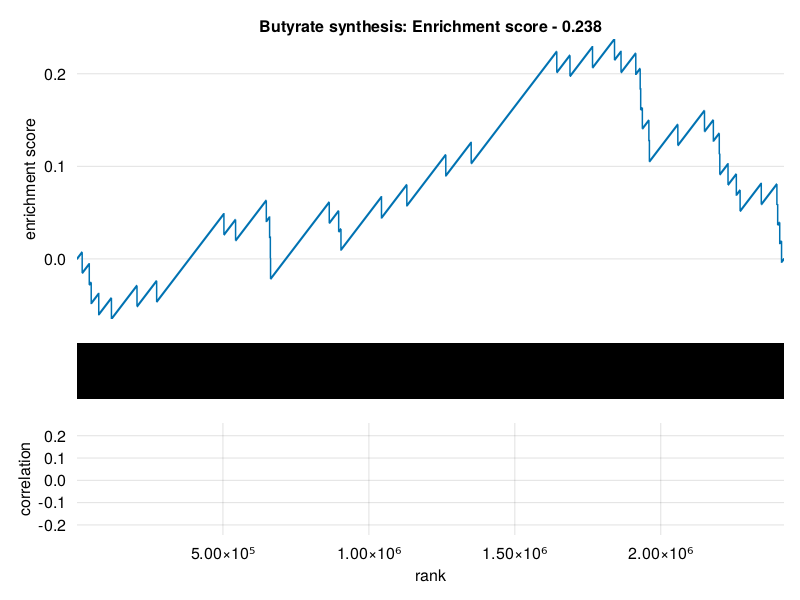 Butyrate synthesis: Enrichment score - 0.238
enrichment score
0.2
0.1
0.0
correlation
0.2
0.1
0.0
-0.1
-0.2
5.00×10⁵ 1.00×10⁶ 1.50×10⁶ 2.00×10⁶
rank